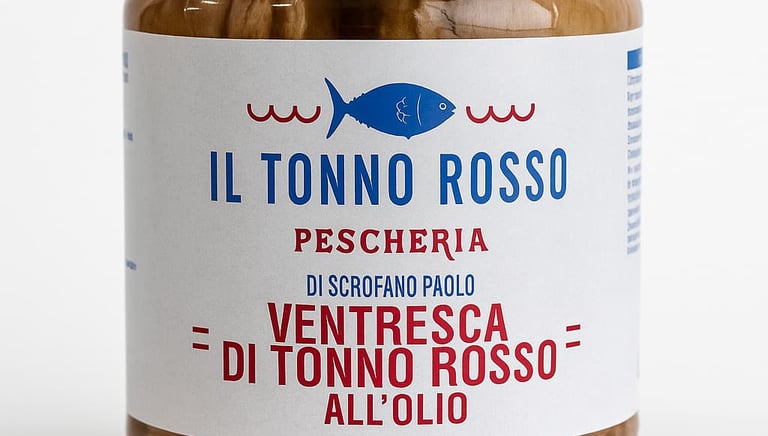 IL TONNO ROSSO
PESCHERIA
DI SCROFANO PAOLO
VENTRESCA
DI TONNO ROSSO
ALL'OLIO